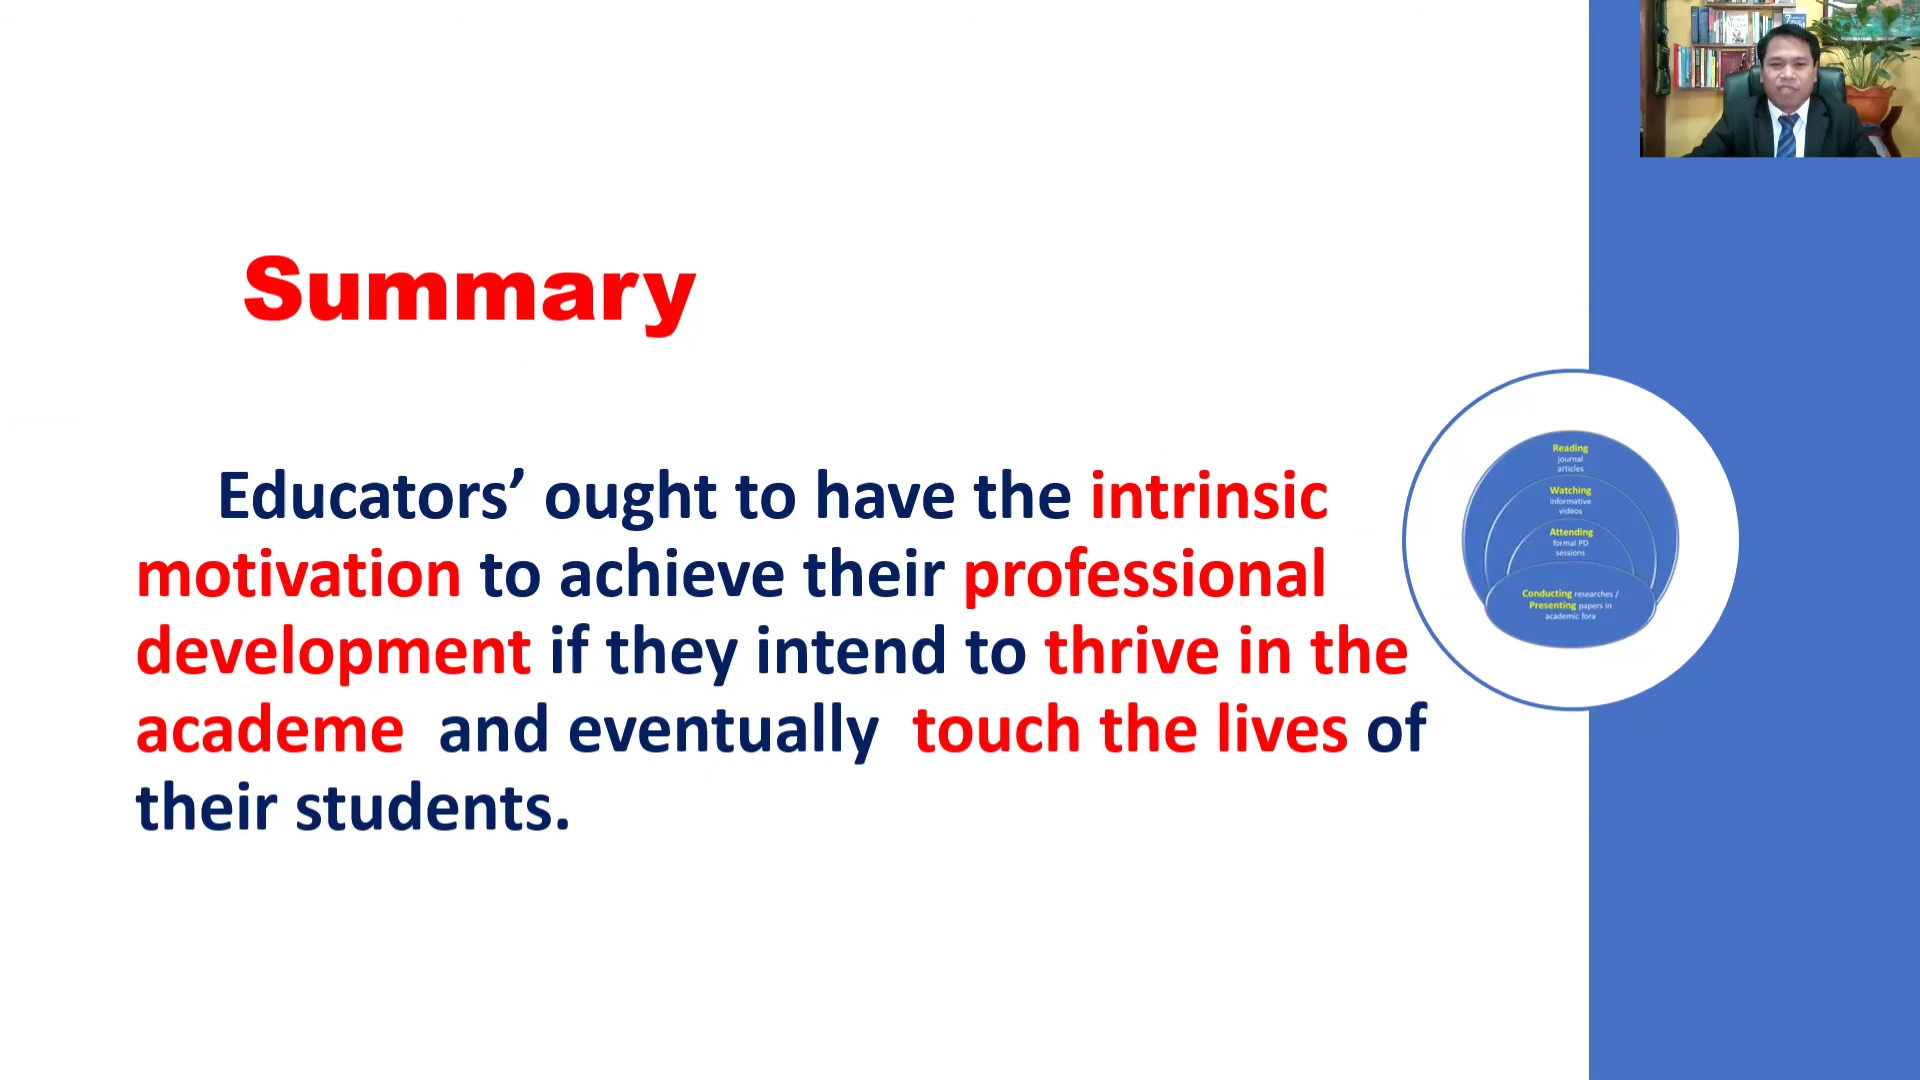 Summary
Educators’ ought to have the intrinsic
motivation to achieve their professional
development if they intend to thrive in the
academe and eventually touch the lives of
their students.
Reading
journal
articles
Watching
informative
videos
Attending
formal PD
sessions
Conducting researches /
Presenting papers in
academic fora